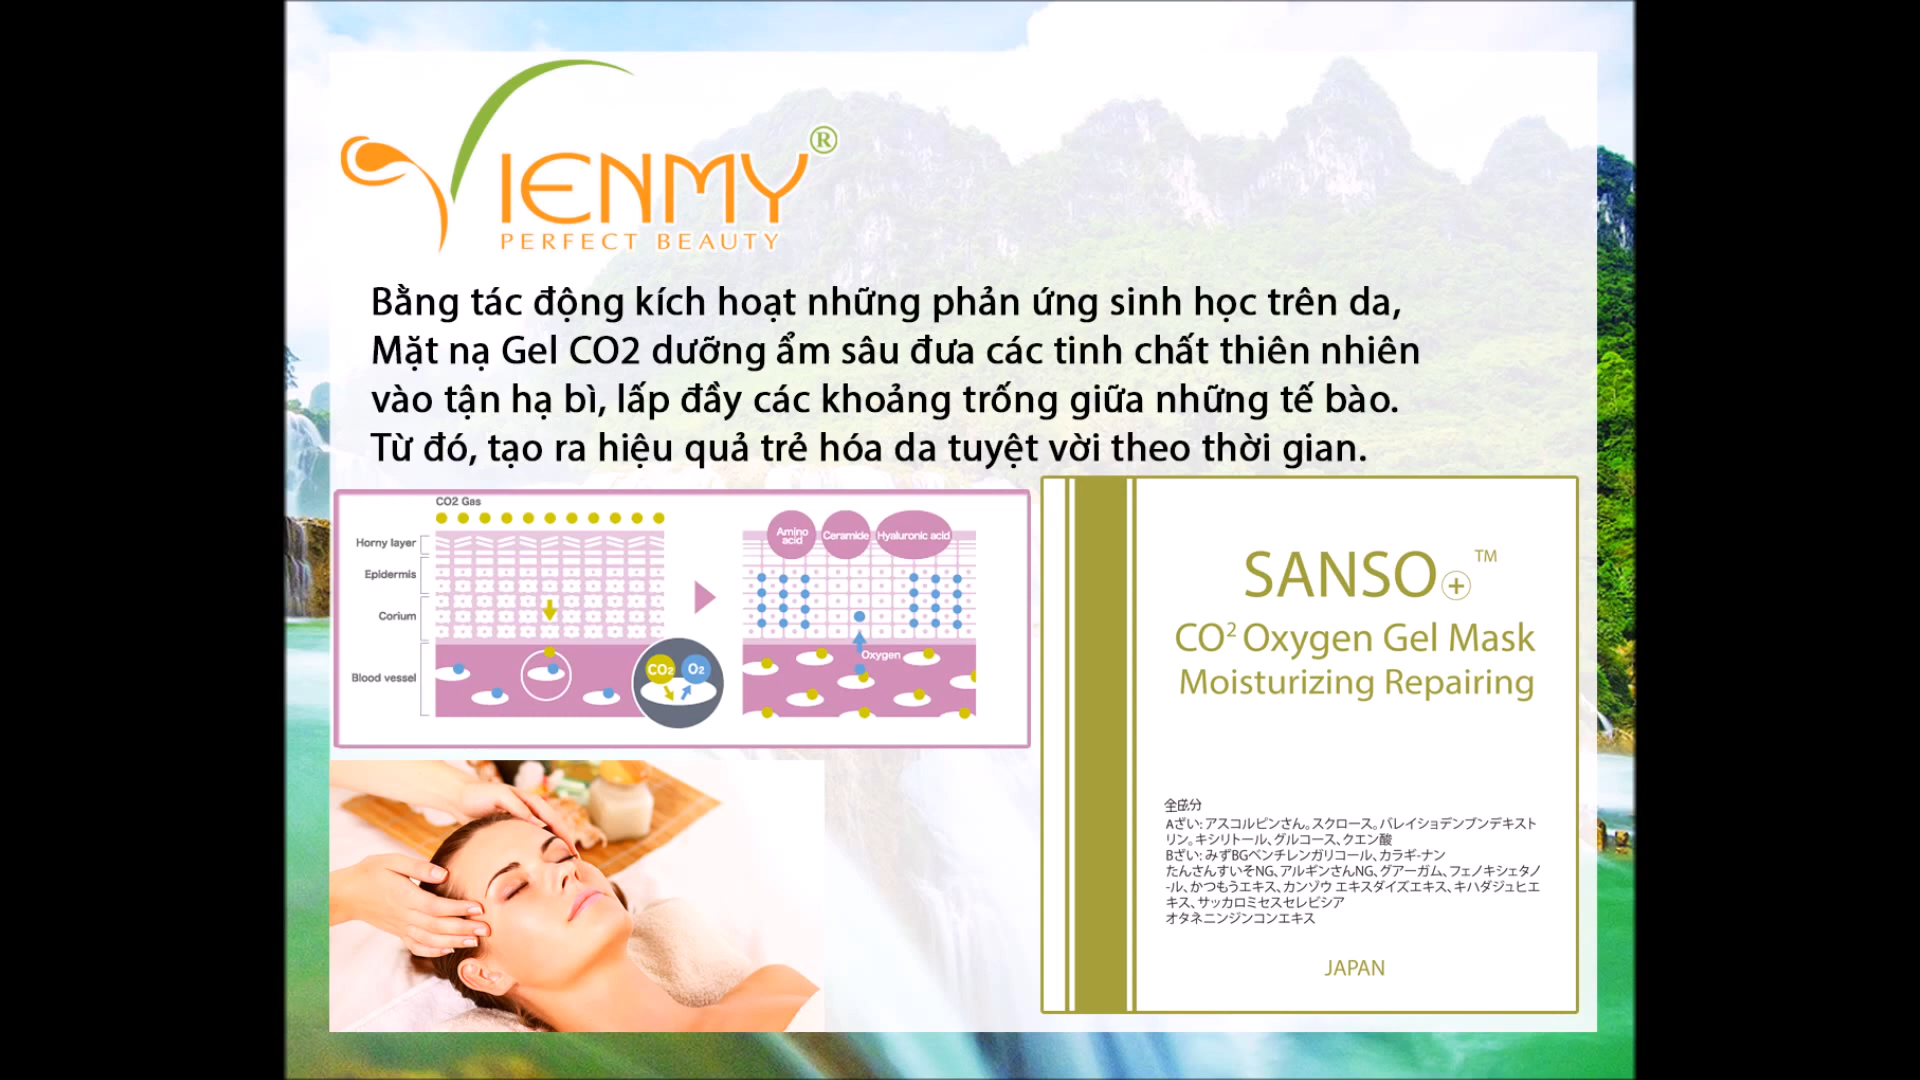 VIENMY®
PERFECT BEAUTY
Bằng tác động kích hoạt những phản ứng sinh học trên da,
Mặt nạ Gel CO2 dưỡng ẩm sâu đưa các tinh chất thiên nhiên
vào tận hạ bì, lấp đầy các khoảng trống giữa những tế bào.
Từ đó, tạo ra hiệu quả trẻ hóa da tuyệt vời theo thời gian.
CO2 Gas
Horny layer
Epidermis
Corium
Blood vessel
CO2 O2
Amino acid
Ceramide
Hyaluronic acid
Oxygen
SANSO+™
CO² Oxygen Gel Mask
Moisturizing Repairing
全成分
Aざい: アスコルビンさん。スクロース。バレイショデンブンデキスト
リン。キシリトール、グルコース、クエン酸
Bざい: みずBGベンチレンガリコール、カラギ-ナン
たんさんすいそNG、アルギンさんNG、グアーガム、フェノキシェタノ
-ル、かつもうエキス、カンゾウ エキスダイズエキス、キハダジュヒエ
キス、サッカロミセスセレビシア
オタネニンジンコンエキス
JAPAN